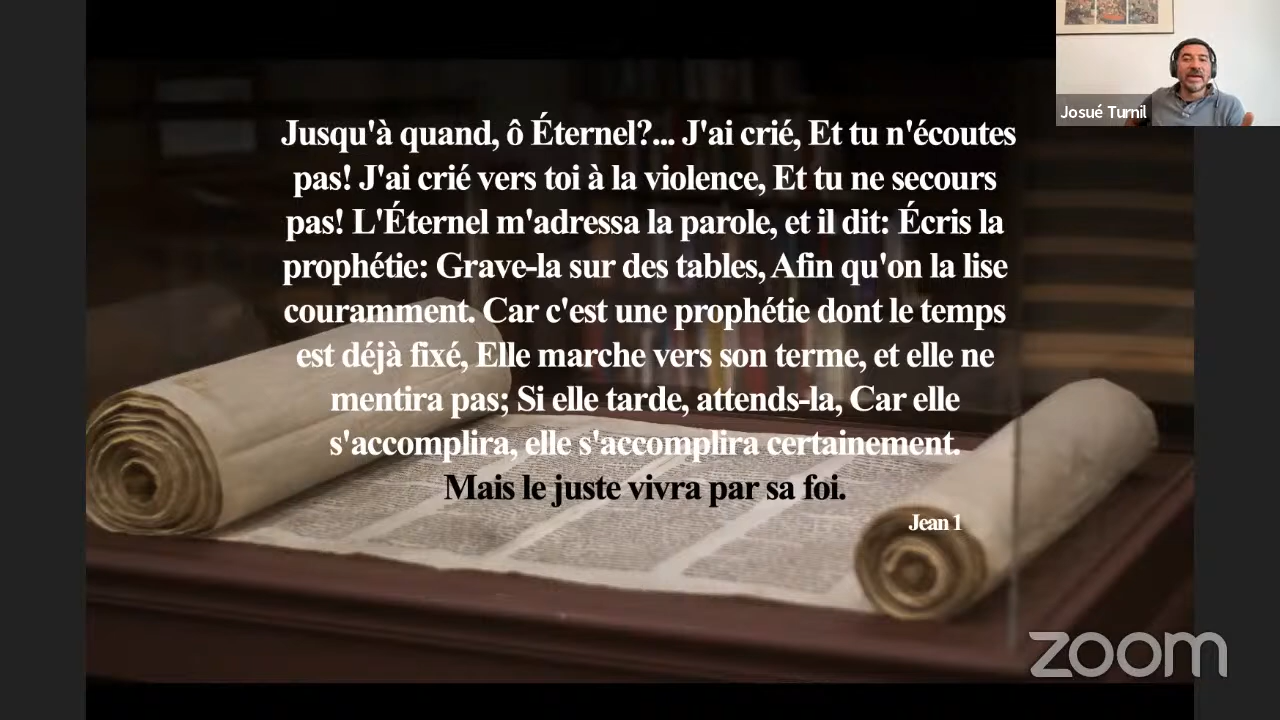 Jusqu'à quand, ô Éternel?... J'ai crié, Et tu n'écoutes
pas! J'ai crié vers toi à la violence, Et tu ne secours
pas! L'Éternel m'adressa la parole, et il dit: Écris la
prophétie: Grave-la sur des tables, Afin qu'on la lise
couramment. Car c'est une prophétie dont le temps
est déjà fixé, Elle marche vers son terme, et elle ne
mentira pas; Si elle tarde, attends-la, Car elle
s'accomplira, elle s'accomplira certainement.
Mais le juste vivra par sa foi.
Jean 1
Josué Turnil
zoom